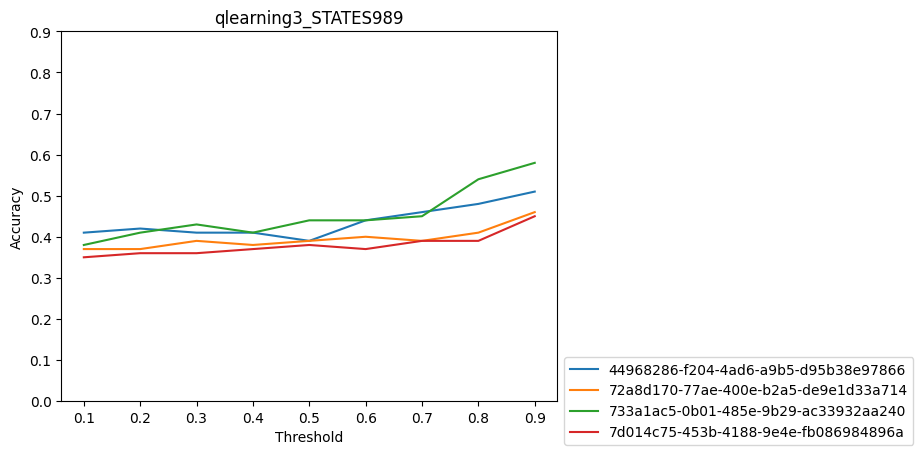 qlearning3_STATES989
0.9
0.8
0.7
0.6
0.5
0.4
0.3
0.2
0.1
0.0
Accuracy
0.1 0.2 0.3 0.4 0.5 0.6 0.7 0.8 0.9
Threshold
44968286-f204-4ad6-a9b5-d95b38e97866
72a8d170-77ae-400e-b2a5-de9e1d33a714
733a1ac5-0b01-485e-9b29-ac33932aa240
7d014c75-453b-4188-9e4e-fb086984896a